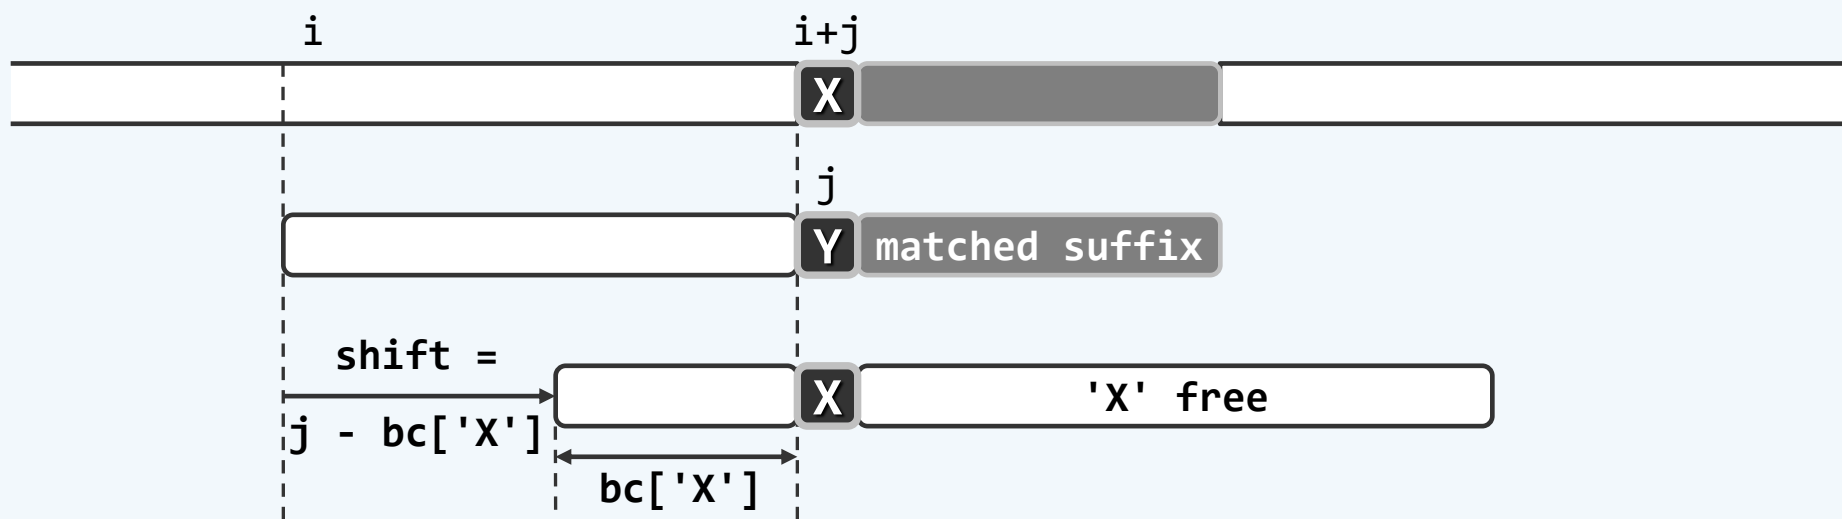 i i+j
X
j
Y matched suffix
shift =
X 'X' free
j - bc['X']
bc['X']